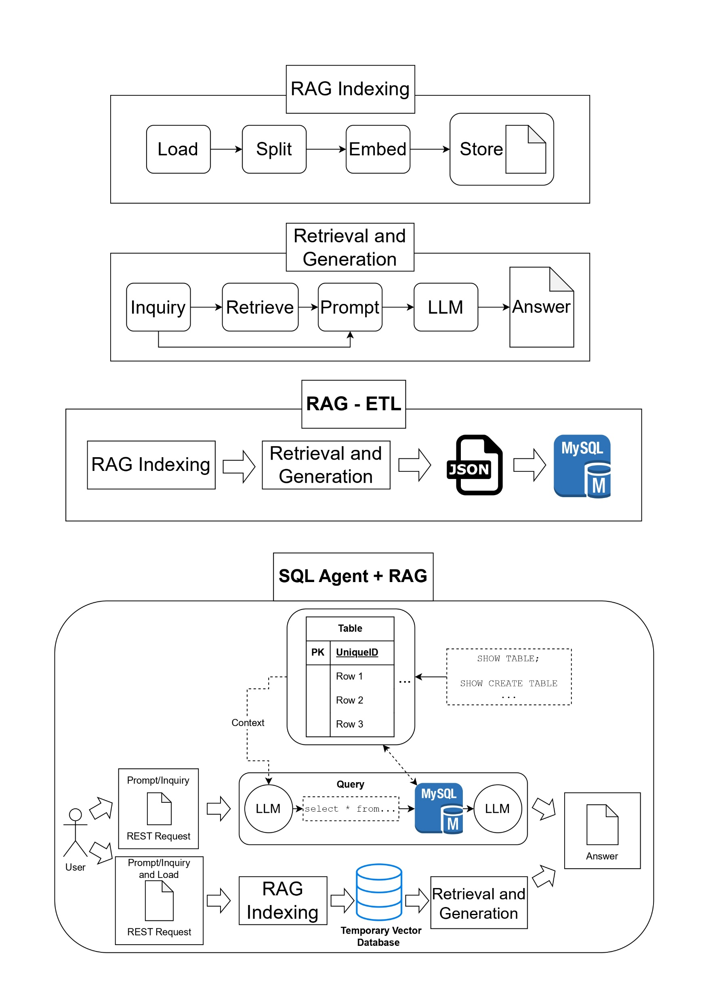 RAG Indexing
Load
Split
Embed
Store
Retrieval and
Generation
Inquiry
Retrieve
Prompt
LLM
Answer
RAG - ETL
RAG Indexing
Retrieval and
Generation
JSON
MySQL
M
SQL Agent + RAG
Table
PK
UniqueID
Row 1
Row 2
Row 3
...
SHOW TABLE;
SHOW CREATE TABLE
...
Context
Prompt/Inquiry
REST Request
Query
LLM
select * from...
MySQL
M
LLM
User
Prompt/Inquiry
and Load
REST Request
RAG
Indexing
Temporary Vector
Database
Retrieval and
Generation
Answer